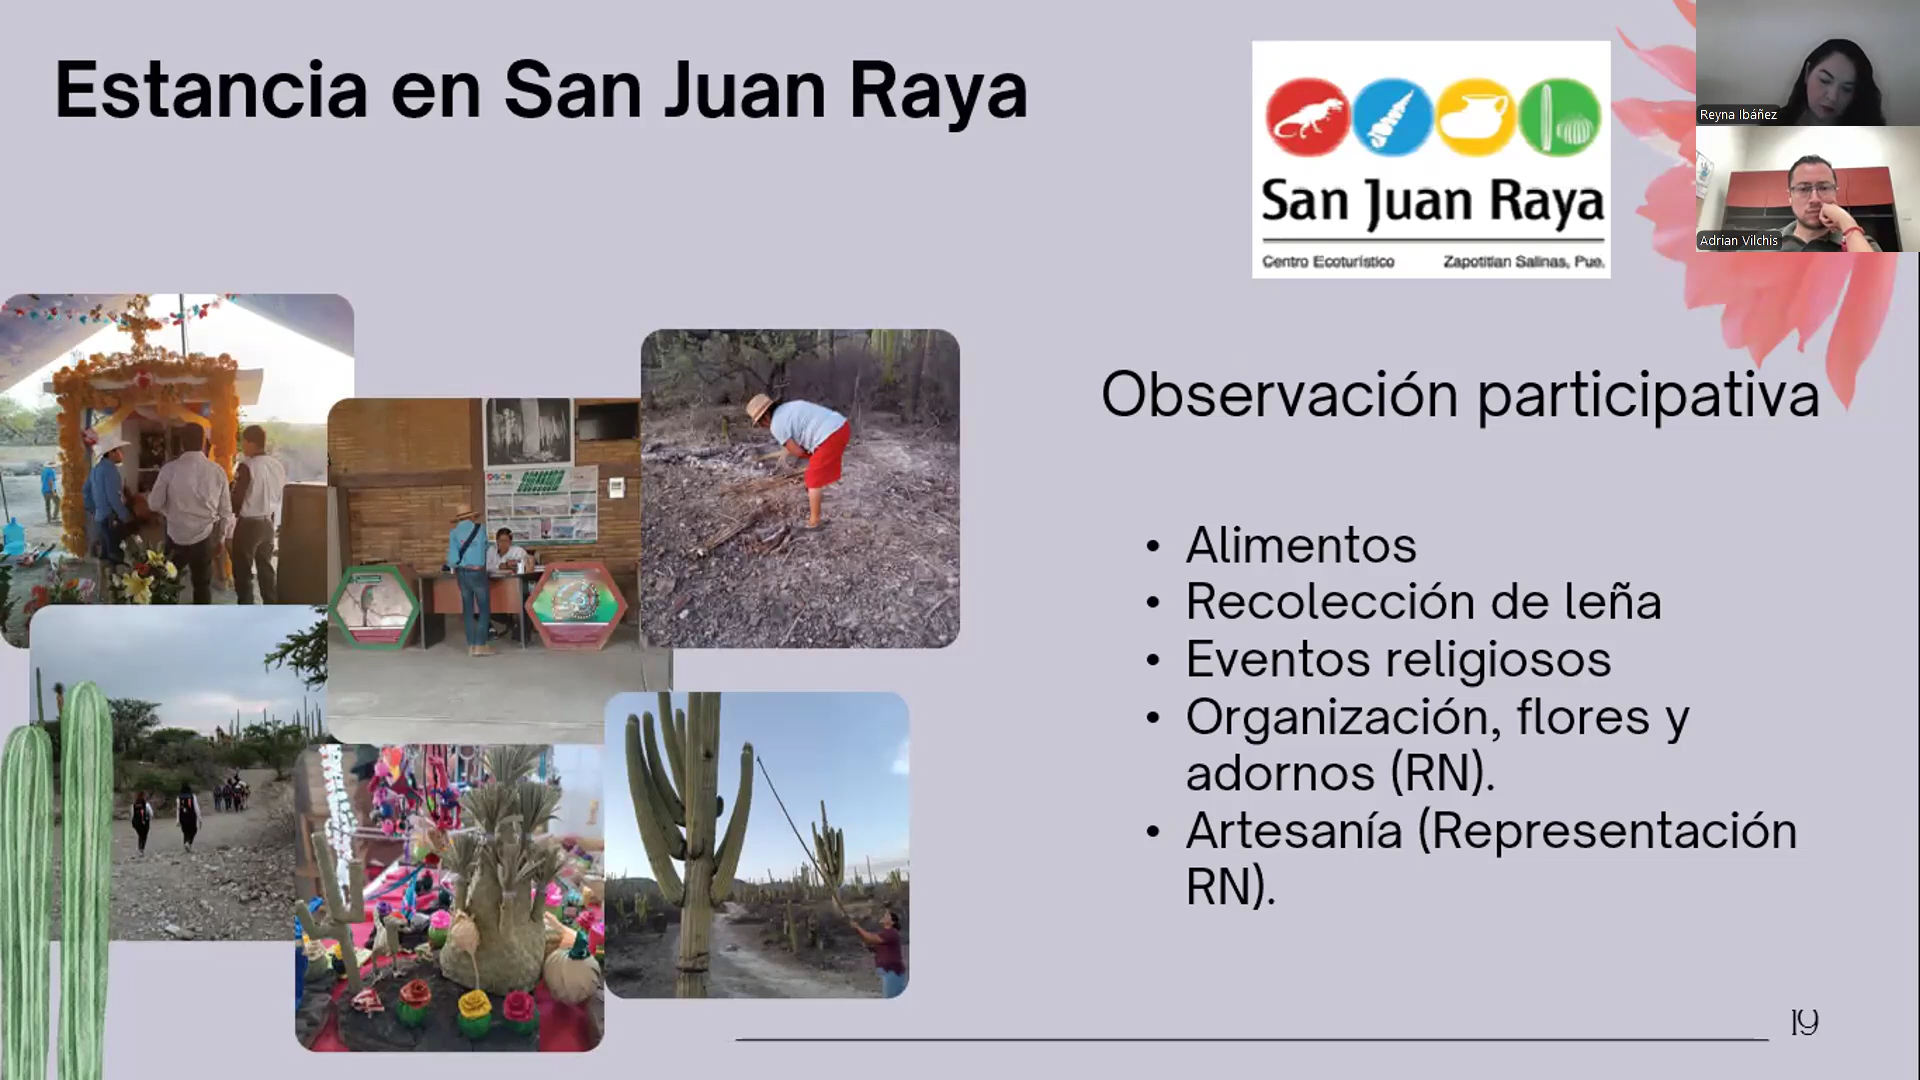 Estancia en San Juan Raya
San Juan Raya
Centro Ecoturístico Zapotitlan Salinas, Pue.
Reyna Ibáñez
Adrian Vilchis
Observación participativa
• Alimentos
• Recolección de leña
• Eventos religiosos
• Organización, flores y
adornos (RN).
• Artesanía (Representación
RN).
19